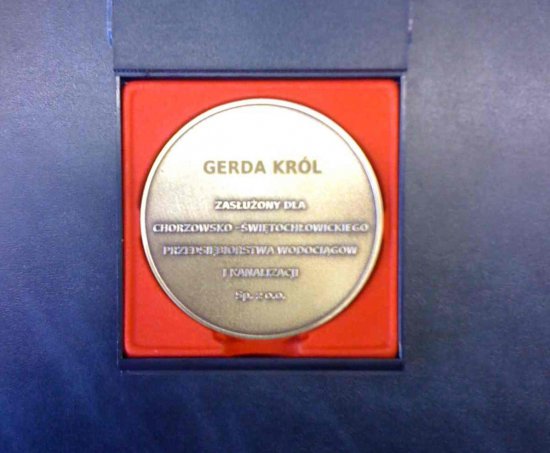 GERDA KRÓL
ZASŁUŻONY DLA
CHORZOWSKO - ŚWIĘTOCHŁOWICKIEGO
PRZEDSIĘBIORSTWA WODOCIĄGÓW
I KANALIZACJI
Sp. z o.o.